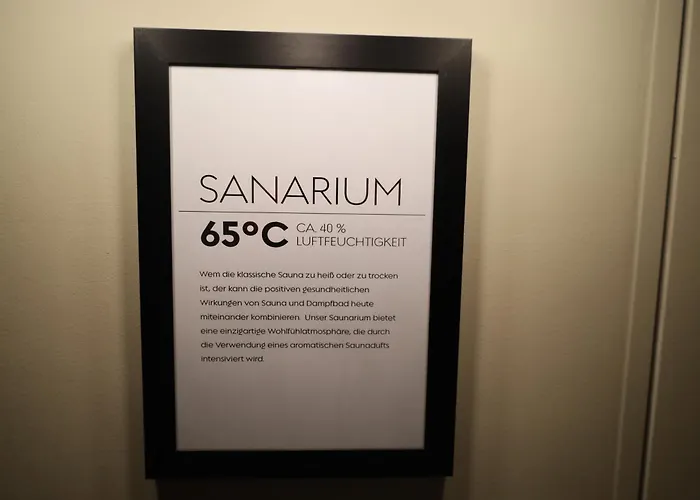 SANARIUM
65°C CA. 40 %
LUFTFEUCHTIGKEIT
Wem die klassische Sauna zu heiß oder zu trocken
ist, der kann die positiven gesundheitlichen
Wirkungen von Sauna und Dampfbad heute
miteinander kombinieren. Unser Saunarium bietet
eine einzigartige Wohlfühlatmosphäre, die durch
die Verwendung eines aromatischen Saunadufts
intensiviert wird.